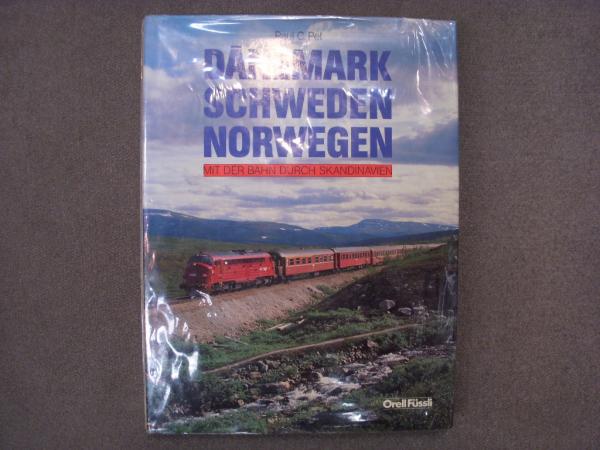 Paul C. Pet
DÄNEMARK
SCHWEDEN
NORWEGEN
MIT DER BAHN DURCH SKANDINAVIEN
Orell Füssli